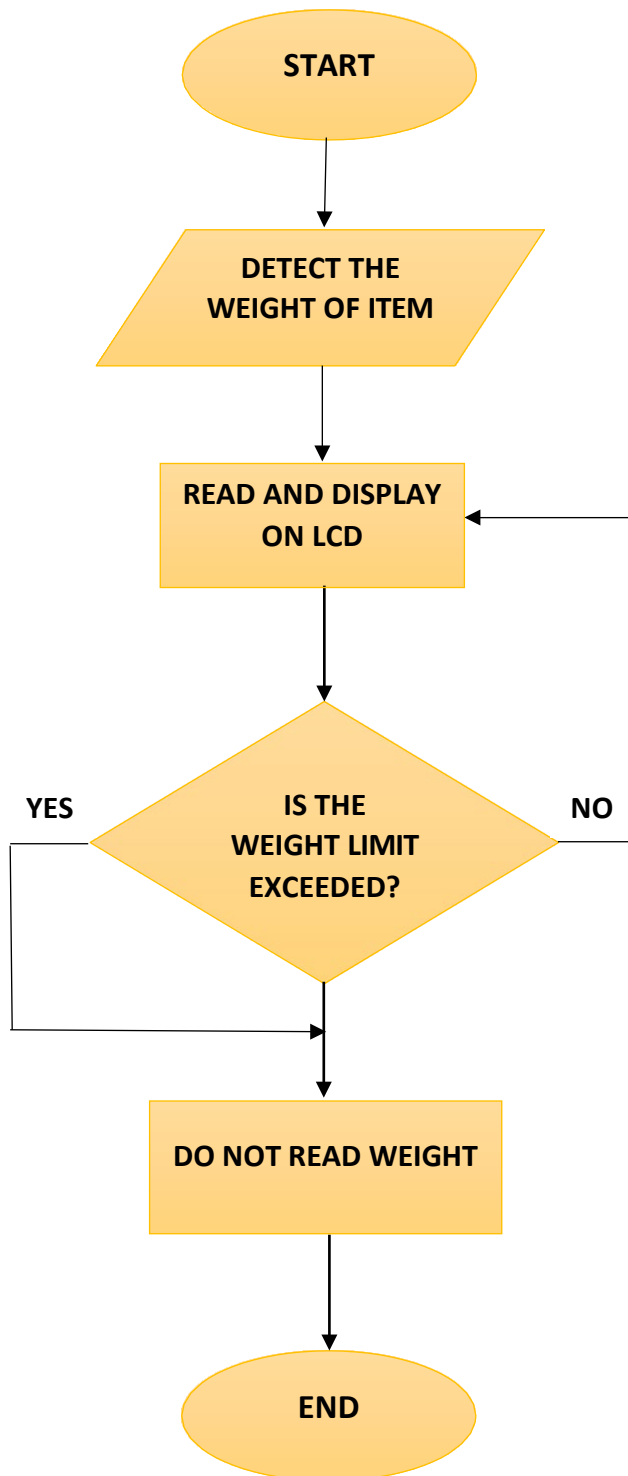 START
DETECT THE
WEIGHT OF ITEM
READ AND DISPLAY
ON LCD
YES
IS THE
WEIGHT LIMIT
EXCEEDED?
NO
DO NOT READ WEIGHT
END